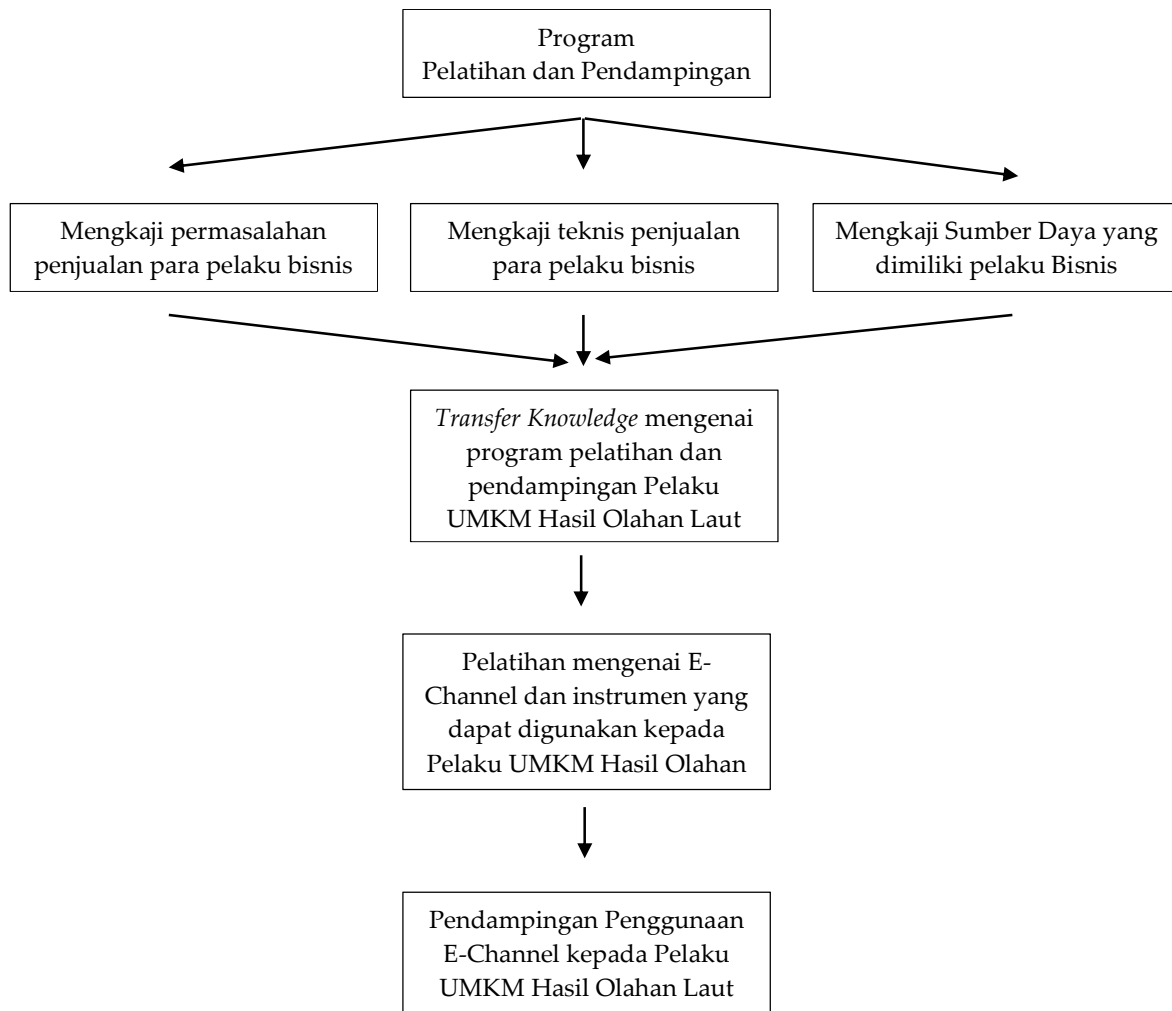 Program
Pelatihan dan Pendampingan
Mengkaji permasalahan
penjualan para pelaku bisnis
Mengkaji teknis penjualan
para pelaku bisnis
Mengkaji Sumber Daya yang
dimiliki pelaku Bisnis
Transfer Knowledge mengenai
program pelatihan dan
pendampingan Pelaku
UMKM Hasil Olahan Laut
Pelatihan mengenai E-
Channel dan instrumen yang
dapat digunakan kepada
Pelaku UMKM Hasil Olahan
Pendampingan Penggunaan
E-Channel kepada Pelaku
UMKM Hasil Olahan Laut